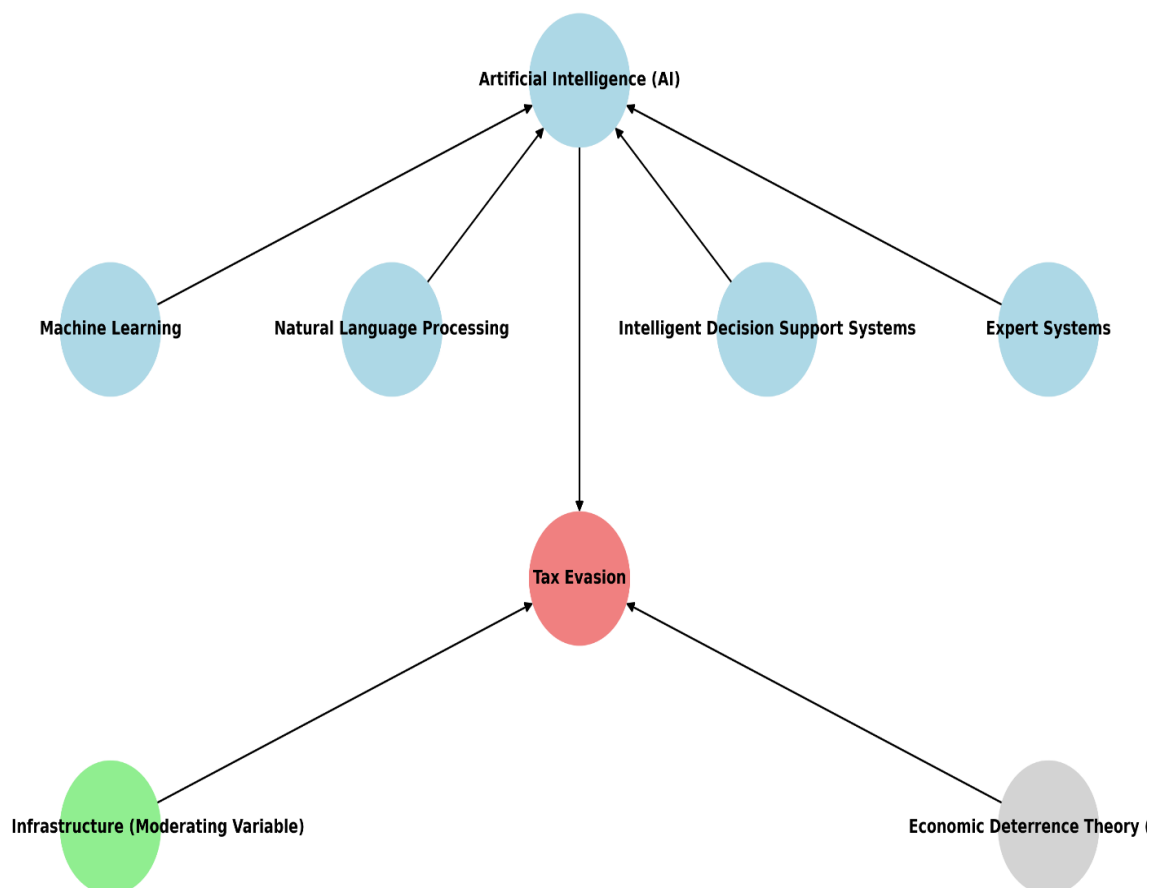 Artificial Intelligence (AI)
Machine Learning
Natural Language Processing
Intelligent Decision Support Systems
Expert Systems
Tax Evasion
Infrastructure (Moderating Variable)
Economic Deterrence Theory (